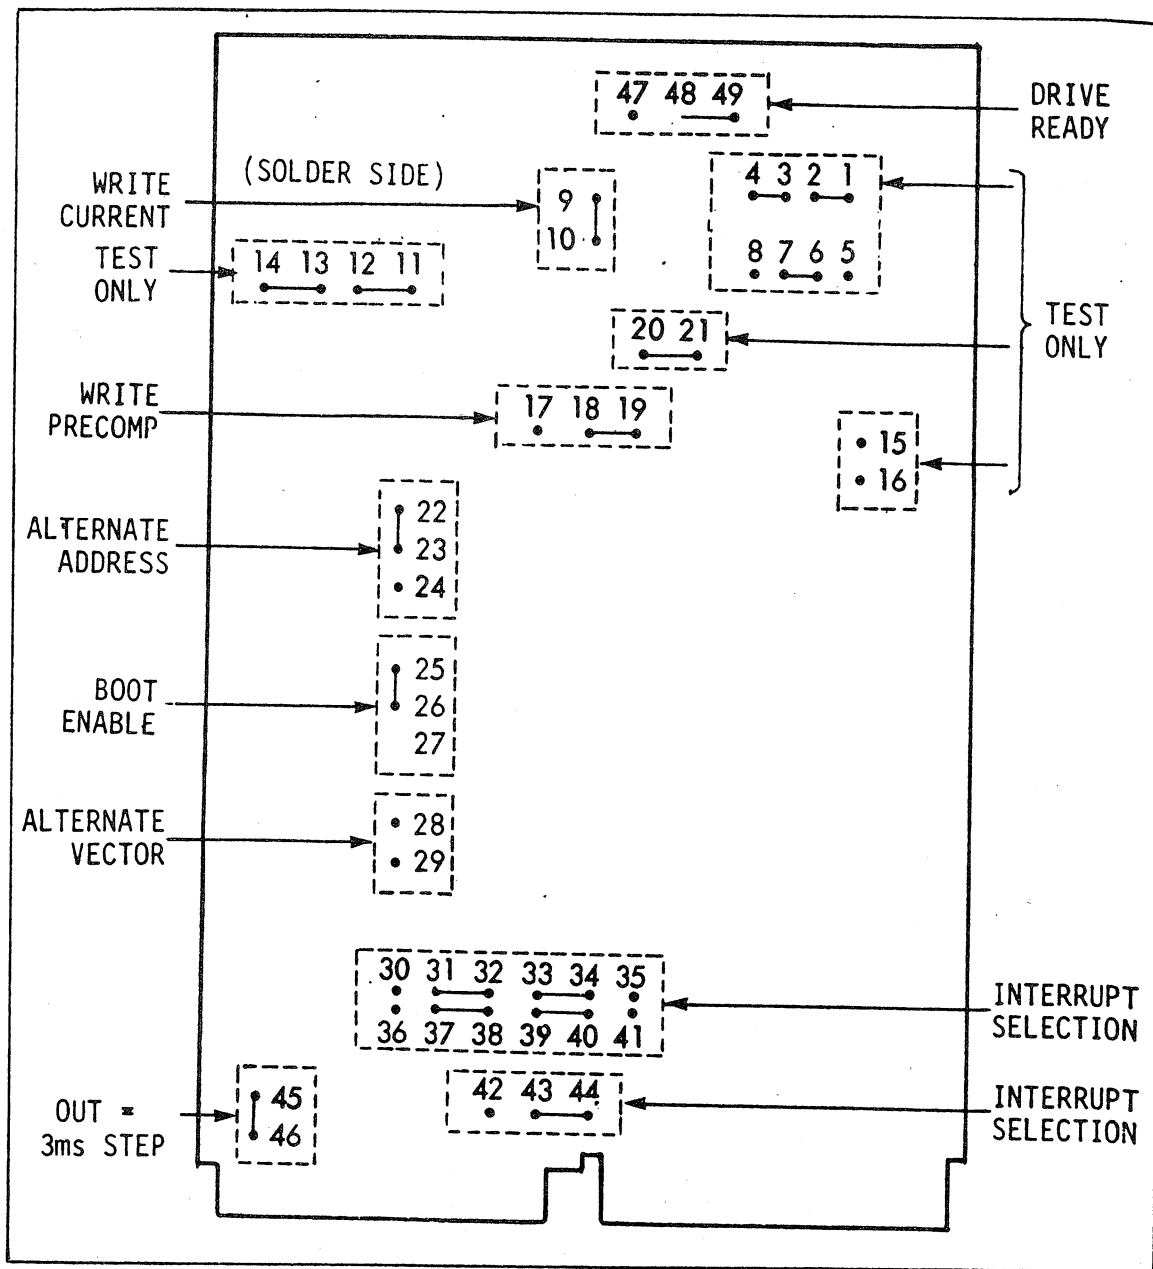 47 48 49
DRIVE
READY
(SOLDER SIDE)
WRITE
CURRENT
9
10
4 3 2 1
8 7 6 5
TEST
ONLY
14 13 12 11
20 21
TEST
ONLY
WRITE
PRECOMP
17 18 19
15
16
ALTERNATE
ADDRESS
22
23
24
BOOT
ENABLE
25
26
27
ALTERNATE
VECTOR
28
29
30 31 32 33 34 35
36 37 38 39 40 41
INTERRUPT
SELECTION
OUT =
3ms STEP
45
46
42 43 44
INTERRUPT
SELECTION